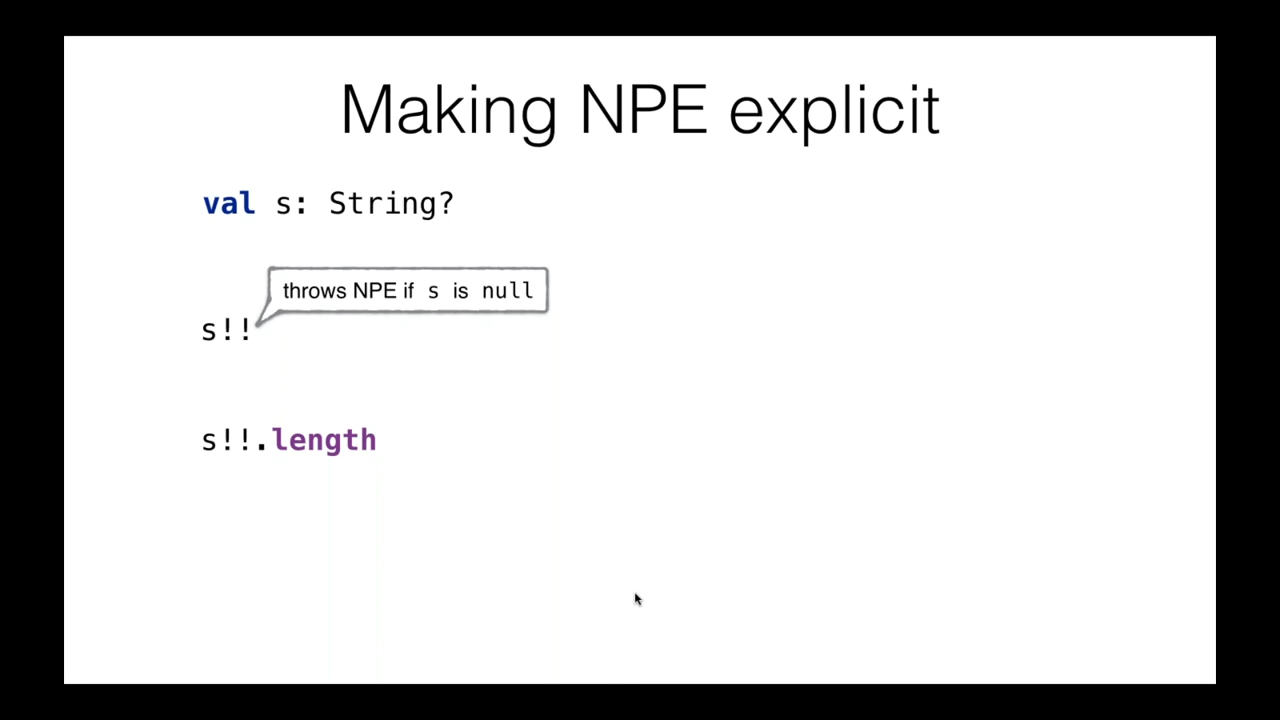 Making NPE explicit
val s: String?
throws NPE if s is null
s!!
s!!.length